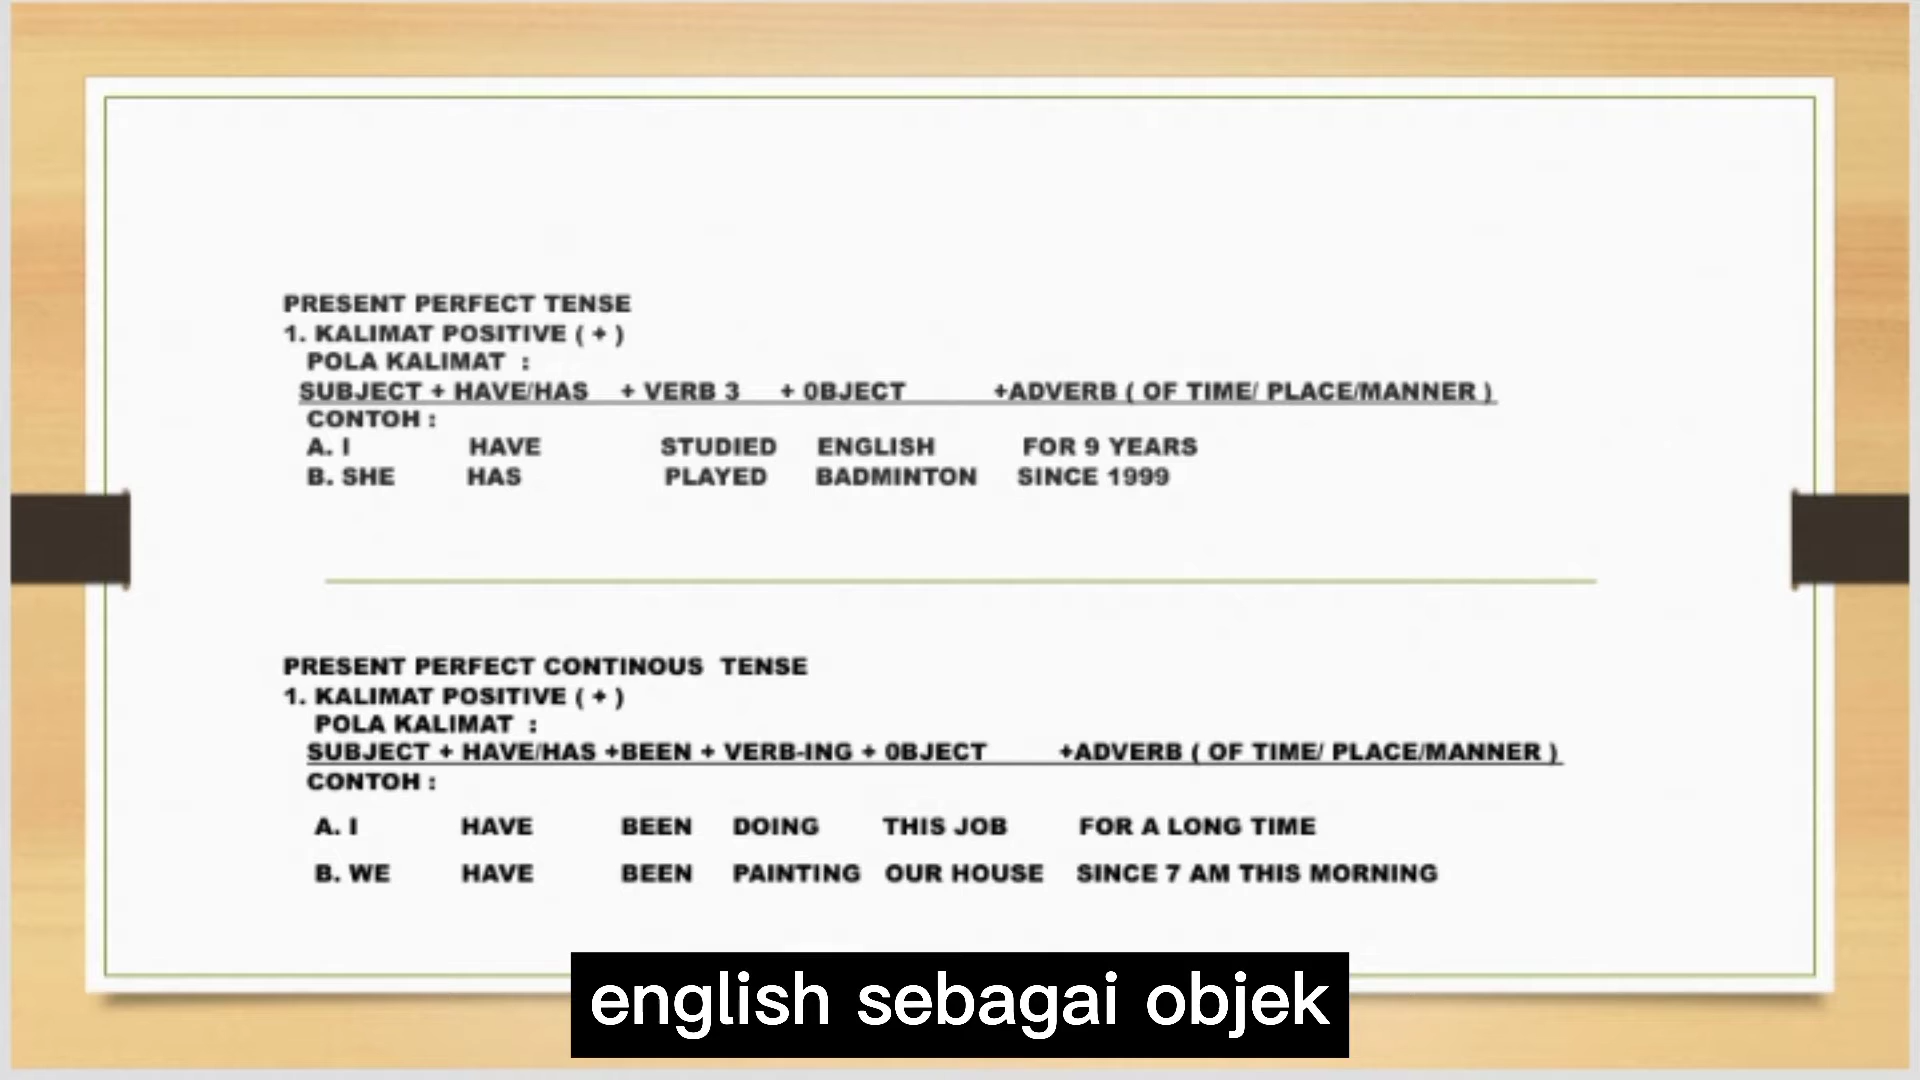 PRESENT PERFECT TENSE
1. KALIMAT POSITIVE ( + )
POLA KALIMAT :
SUBJECT + HAVE/HAS + VERB 3 + 0BJECT +ADVERB ( OF TIME/ PLACE/MANNER )
CONTOH :
A. I HAVE STUDIED ENGLISH FOR 9 YEARS
B. SHE HAS PLAYED BADMINTON SINCE 1999
PRESENT PERFECT CONTINOUS TENSE
1. KALIMAT POSITIVE ( + )
POLA KALIMAT :
SUBJECT + HAVE/HAS +BEEN + VERB-ING + 0BJECT +ADVERB ( OF TIME/ PLACE/MANNER )
CONTOH :
A. I HAVE BEEN DOING THIS JOB FOR A LONG TIME
B. WE HAVE BEEN PAINTING OUR HOUSE SINCE 7 AM THIS MORNING
english sebagai objek